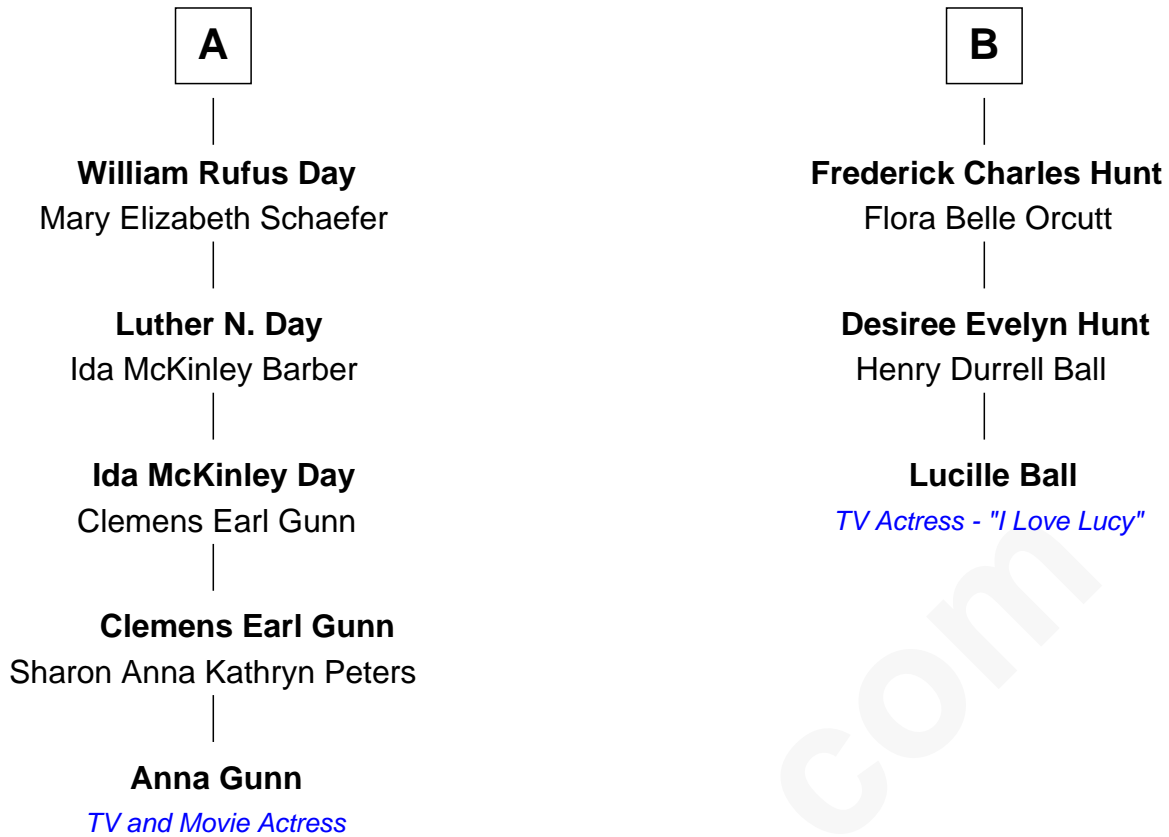 A
William Rufus Day
Mary Elizabeth Schaefer
Luther N. Day
Ida McKinley Barber
Ida McKinley Day
Clemens Earl Gunn
Clemens Earl Gunn
Sharon Anna Kathryn Peters
Anna Gunn
TV and Movie Actress
B
Frederick Charles Hunt
Flora Belle Orcutt
Desiree Evelyn Hunt
Henry Durrell Ball
Lucille Ball
TV Actress - "I Love Lucy"
com